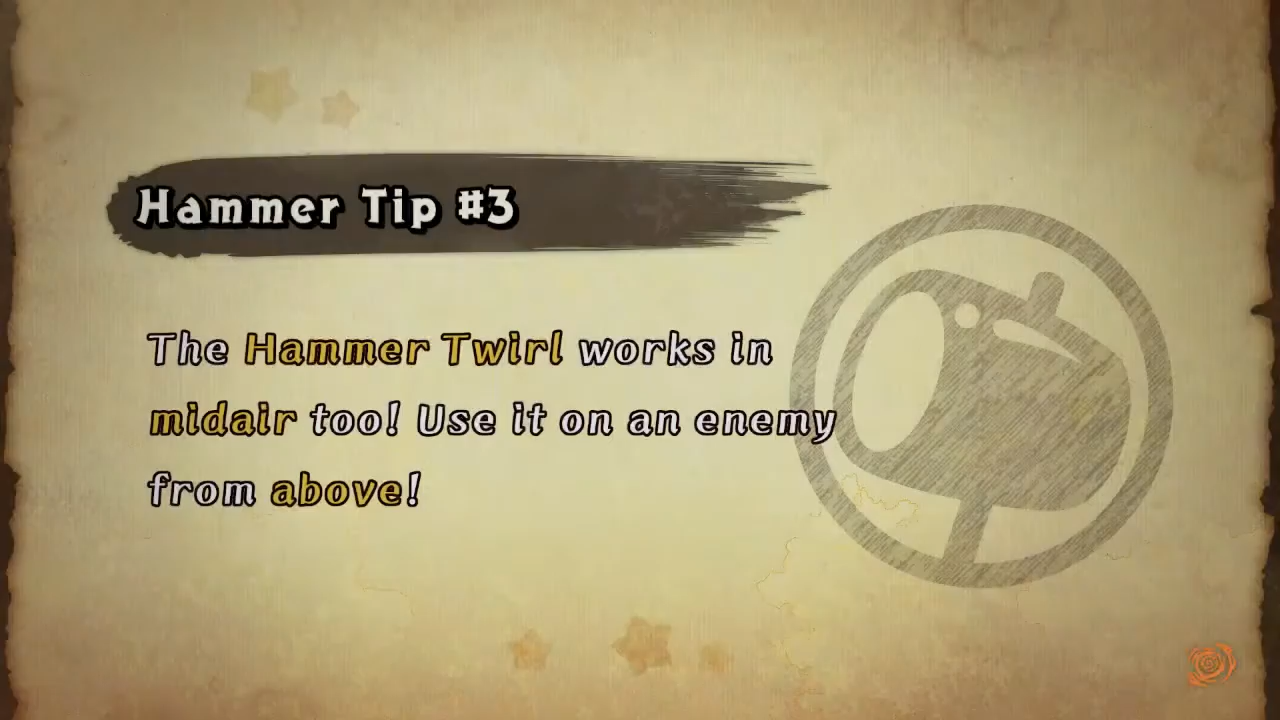 Hammer Tip #3
The Hammer Twirl works in
midair too! Use it on an enemy
from above!